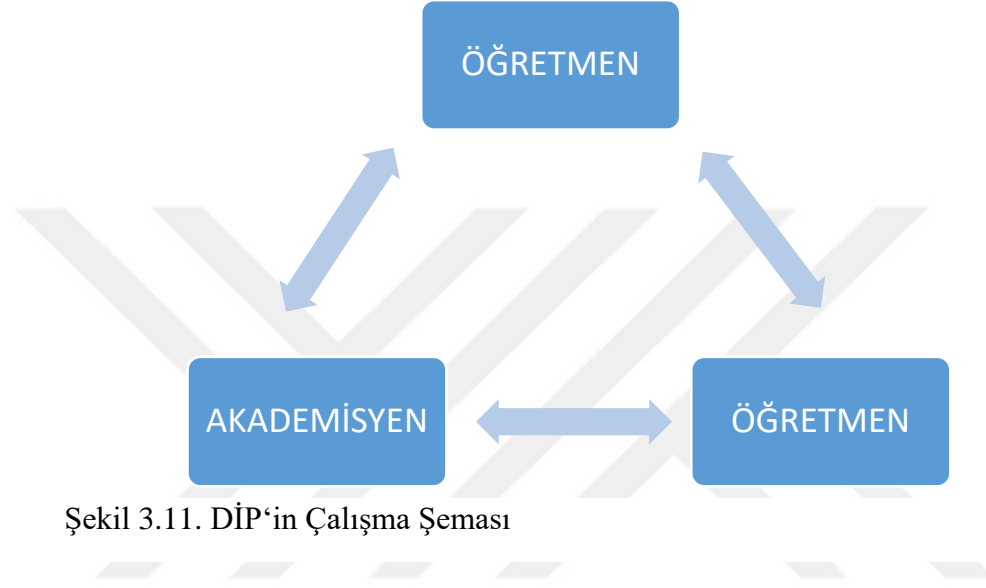 ÖĞRETMEN
AKADEMİSYEN
ÖĞRETMEN
Şekil 3.11. DİP‘in Çalışma Şeması